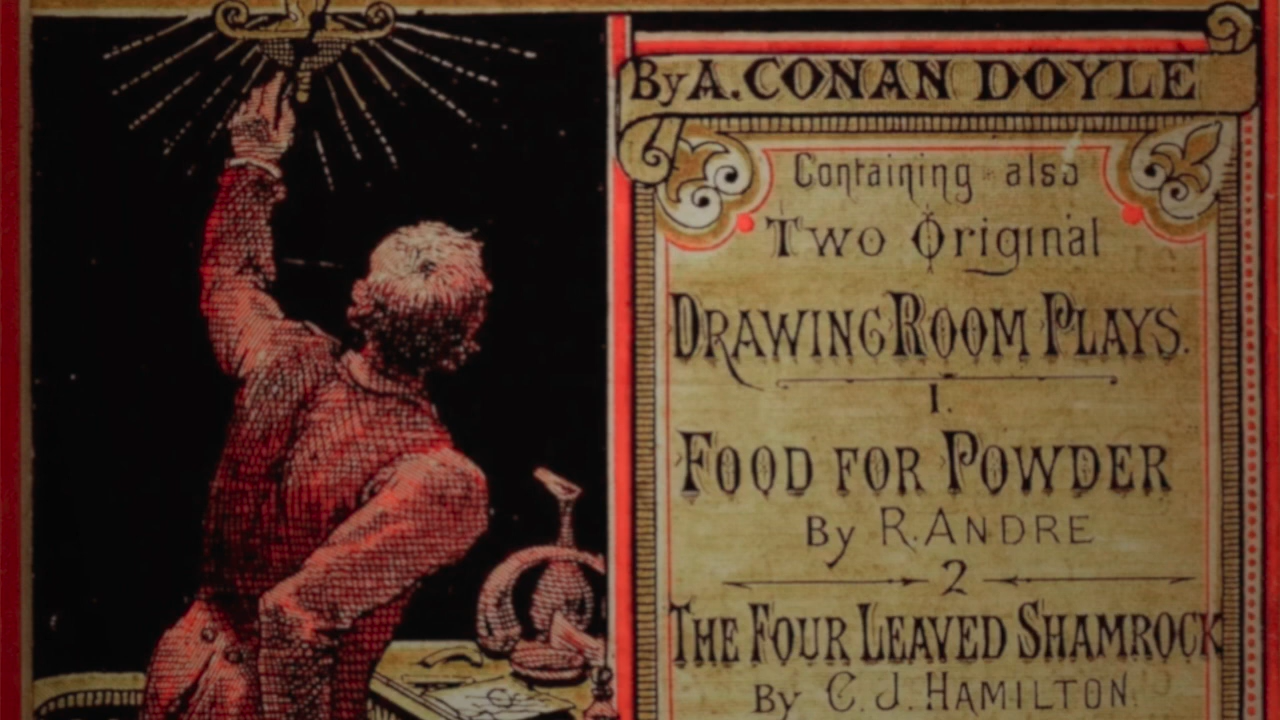 By A. CONAN DOYLE
Containing also
Two Original
DRAWING ROOM PLAYS.
1.
FOOD FOR POWDER
By R. ANDRE
2
THE FOUR LEAVED SHAMROCK
By C. J. HAMILTON